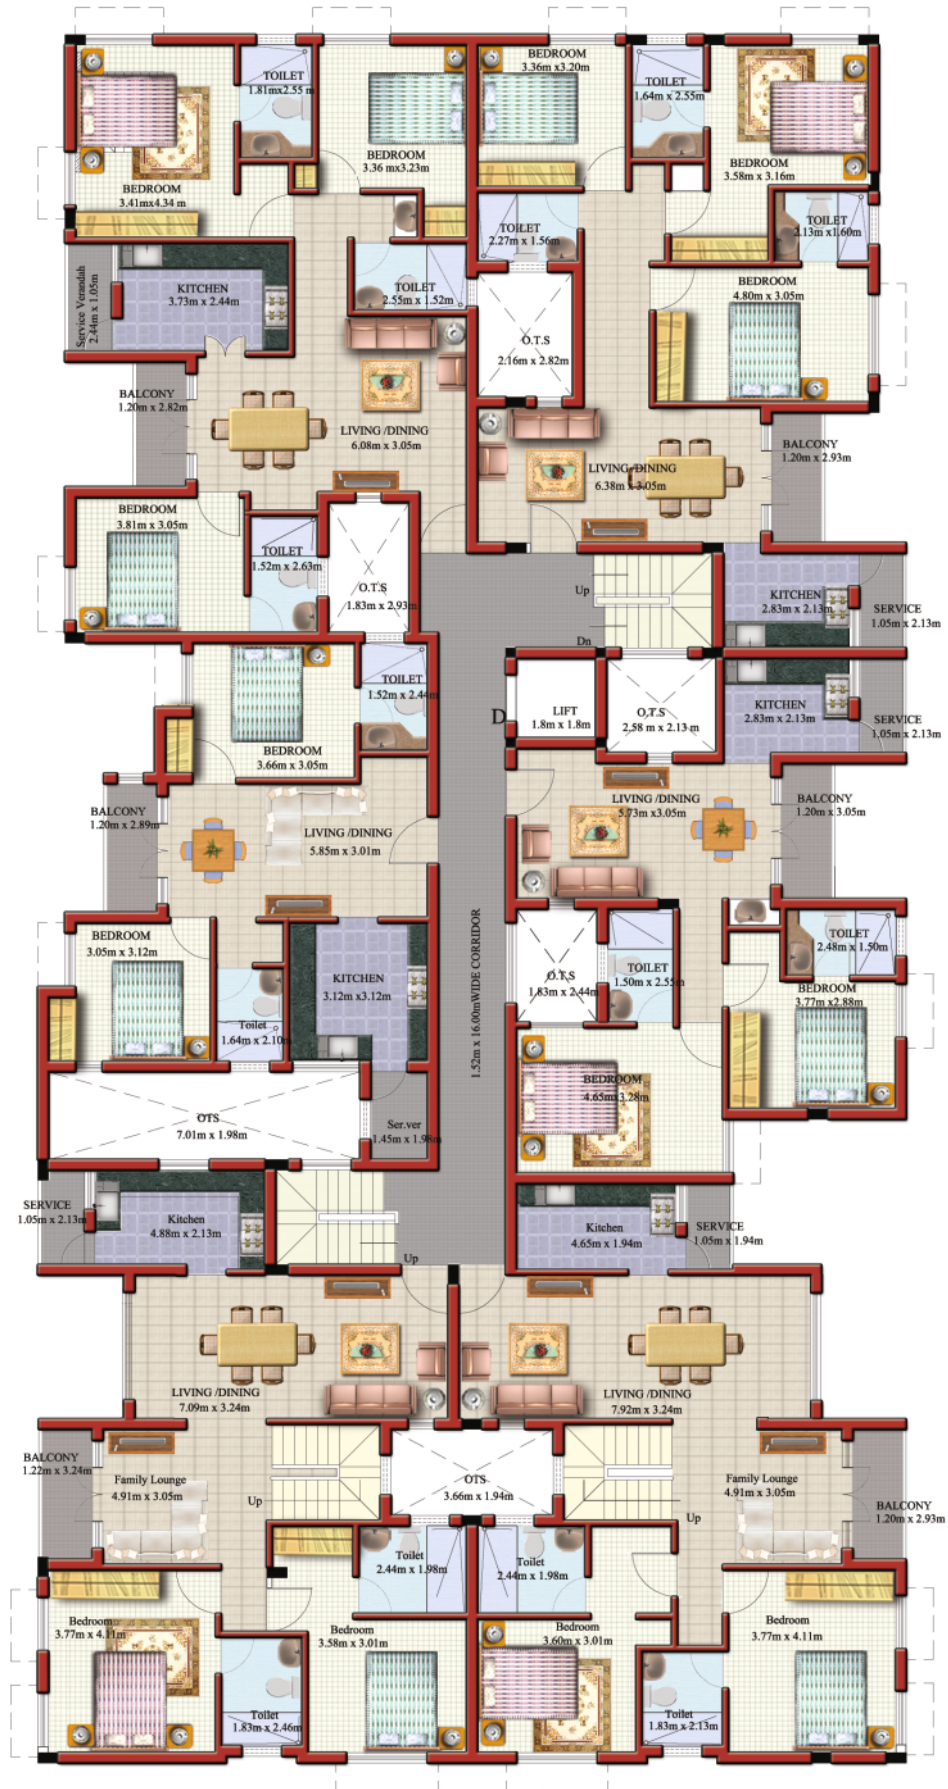 BEDROOM
3.36m x3.20m
TOILET
1.81mx2.55 m
TOILET
1.64m x 2.55m
BEDROOM
3.36 mx3.23m
BEDROOM
3.58m x 3.16m
BEDROOM
3.41mx4.34 m
TOILET
2.27m x 1.56m
TOILET
2.13m x1.60m
Service Verandah
2.44m x 1.05m
KITCHEN
3.73m x 2.44m
TOILET
2.55m x 1.52m
BEDROOM
4.80m x 3.05m
O.T.S
2.16m x 2.82m
BALCONY
1.20m x 2.82m
LIVING /DINING
6.08m x 3.05m
BALCONY
1.20m x 2.93m
LIVING/DINING
6.38m x 3.05m
BEDROOM
3.81m x 3.05m
TOILET
1.52m x 2.63m
O.T.S
1.83m x 2.93m
Up
Dn
KITCHEN
2.83m x 2.13m
SERVICE
1.05m x 2.13m
TOILET
1.52m x 2.44m
D
LIFT
1.8m x 1.8m
O.T.S
2.58 m x 2.13 m
KITCHEN
2.83m x 2.13m
SERVICE
1.05m x 2.13m
BEDROOM
3.66m x 3.05m
BALCONY
1.20m x 2.89m
LIVING /DINING
5.85m x 3.01m
LIVING /DINING
5.73m x3.05m
BALCONY
1.20m x 3.05m
BEDROOM
3.05m x 3.12m
KITCHEN
3.12m x3.12m
1.52m x 16.00mWIDE CORRIDOR
O.T.S
1.83m x 2.44m
TOILET
1.50m x 2.55m
TOILET
2.48m x 1.50m
BEDROOM
3.77m x2.88m
Toilet
1.64m x 2.10m
BEDROOM
4.65mx3.28m
OTS
7.01m x 1.98m
Ser.ver
1.45m x 1.98m
SERVICE
1.05m x 2.13m
Kitchen
4.88m x 2.13m
Up
Kitchen
4.65m x 1.94m
SERVICE
1.05m x 1.94m
LIVING /DINING
7.09m x 3.24m
LIVING /DINING
7.92m x 3.24m
BALCONY
1.22m x 3.24m
Family Lounge
4.91m x 3.05m
Up
OTS
3.66m x 1.94m
Up
Family Lounge
4.91m x 3.05m
BALCONY
1.20m x 2.93m
Toilet
2.44m x 1.98m
Toilet
2.44m x 1.98m
Bedroom
3.77m x 4.11m
Bedroom
3.58m x 3.01m
Bedroom
3.60m x 3.01m
Bedroom
3.77m x 4.11m
Toilet
1.83m x 2.46m
Toilet
1.83m x 2.13m